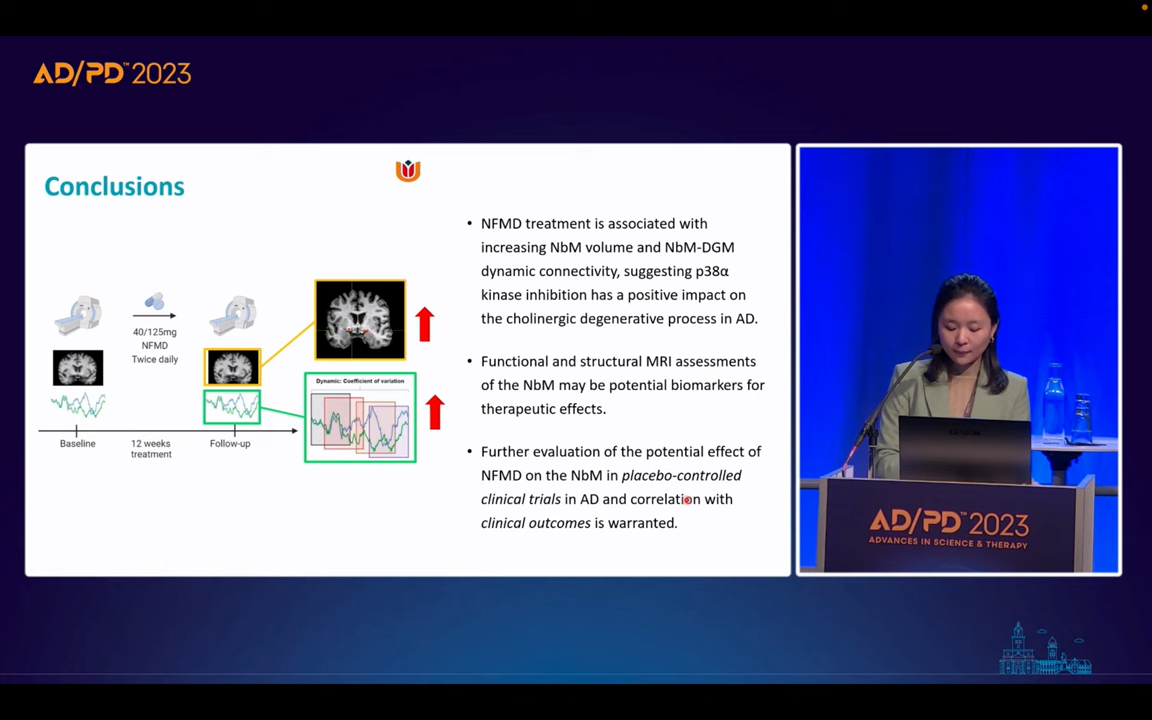 AD/PD™ 2023
Conclusions
40/125mg
NFMD
Twice daily
Baseline
12 weeks
treatment
Follow-up
Dynamic: Coefficient of variation
• NFMD treatment is associated with
increasing NbM volume and NbM-DGM
dynamic connectivity, suggesting p38α
kinase inhibition has a positive impact on
the cholinergic degenerative process in AD.
• Functional and structural MRI assessments
of the NbM may be potential biomarkers for
therapeutic effects.
• Further evaluation of the potential effect of
NFMD on the NbM in placebo-controlled
clinical trials in AD and correlation with
clinical outcomes is warranted.
AD/PD™ 2023
ADVANCES IN SCIENCE & THERAPY